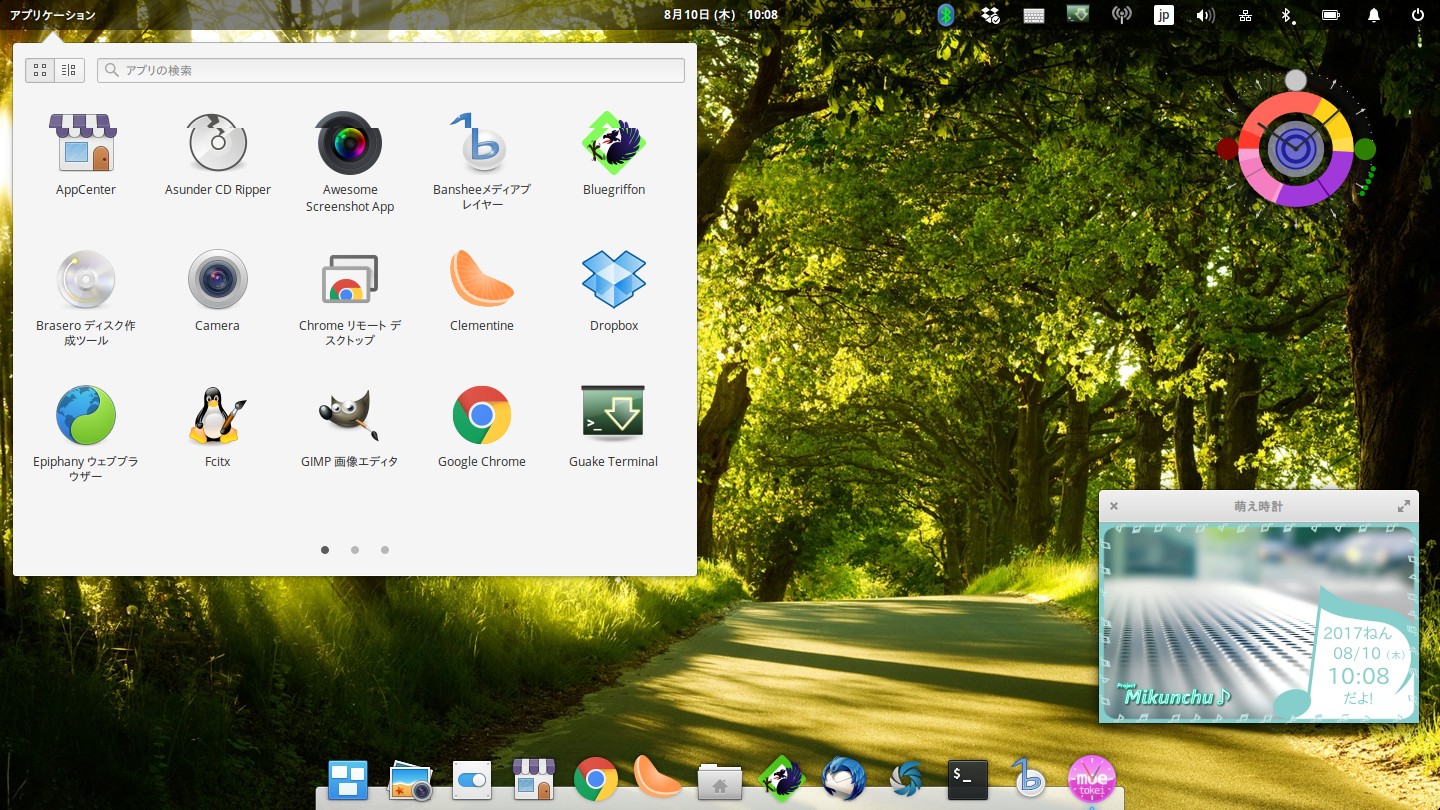 アプリケーション
8月10日 (木) 10:08
jp
アプリの検索
AppCenter
Asunder CD Ripper
Awesome
Screenshot App
Bansheeメディアプ
レイヤー
Bluegriffon
Brasero ディスク作
成ツール
Camera
Chrome リモート デ
スクトップ
Clementine
Dropbox
Epiphany ウェブブラ
ウザー
Fcitx
GIMP 画像エディタ
Google Chrome
>_
Guake Terminal
萌え時計
2017ねん
08/10 (木)
10:08
だよ!
Project
Mikunchu♪
$_
moe
tokei